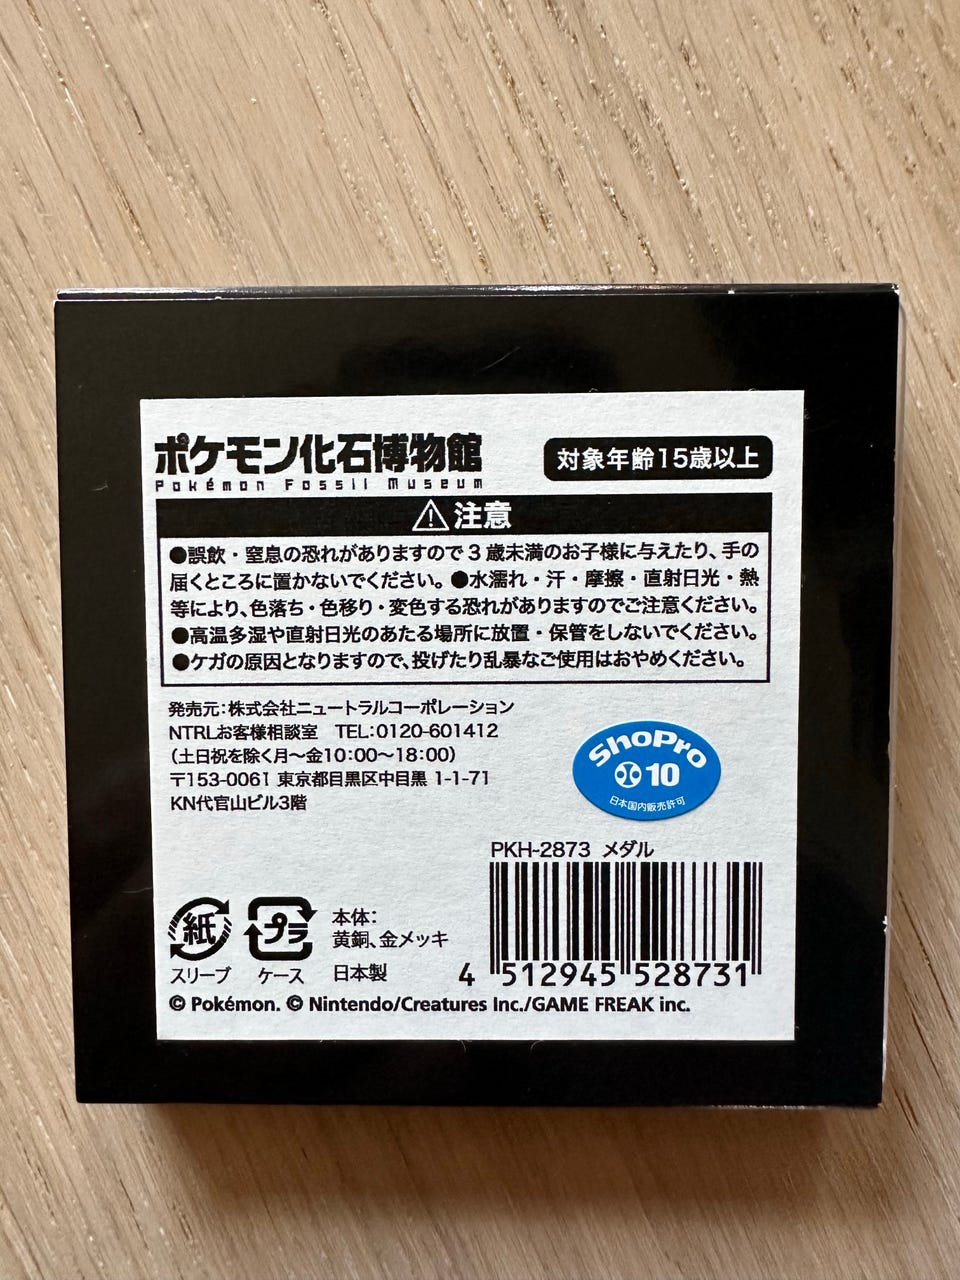 ポケモン化石博物館
Pokémon Fossil Museum
対象年齢15歳以上
⚠注意
●誤飲・窒息の恐れがありますので3歳未満のお子様に与えたり、手の
届くところに置かないでください。●水濡れ・汗・摩擦・直射日光・熱
等により、色落ち・色移り・変色する恐れがありますのでご注意ください。
●高温多湿や直射日光のあたる場所に放置・保管をしないでください。
●ケガの原因となりますので、投げたり乱暴なご使用はおやめください。
発売元:株式会社ニュートラルコーポレーション
NTRLお客様相談室 TEL:0120-601412
(土日祝を除く月〜金10:00〜18:00)
〒153-0061 東京都目黒区中目黒 1-1-71
KN代官山ビル3階
ShoPro
10
日本国内販売許可
PKH-2873 メダル
4 512945 528731
紙
スリーブ
プラ
ケース
本体:
黄銅、金メッキ
日本製
© Pokémon. © Nintendo/Creatures Inc./GAME FREAK inc.